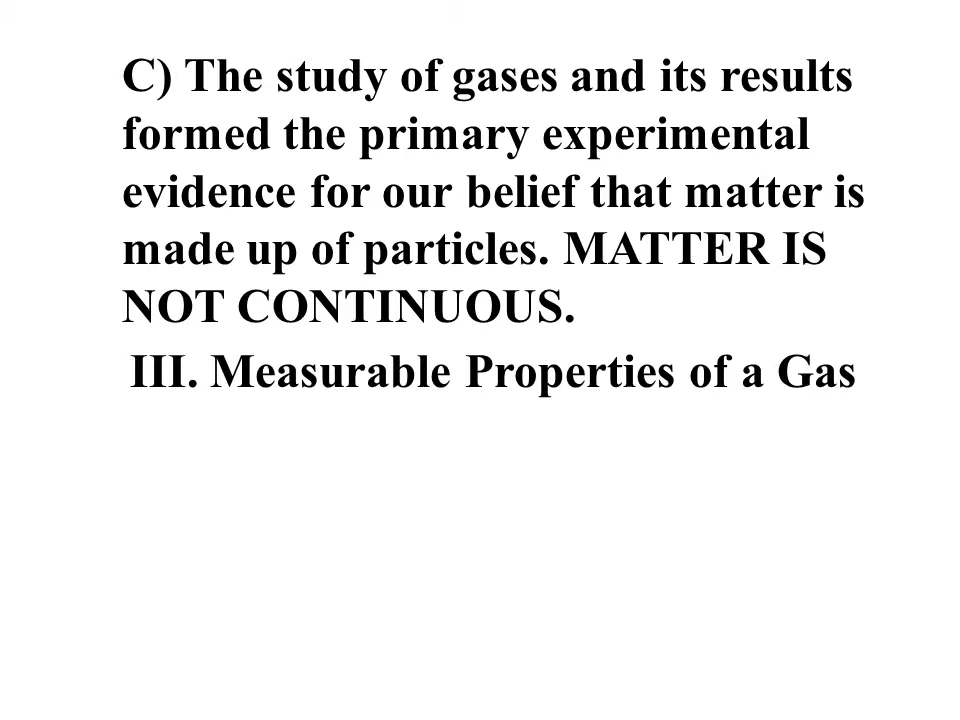 C) The study of gases and its results
formed the primary experimental
evidence for our belief that matter is
made up of particles. MATTER IS
NOT CONTINUOUS.
III. Measurable Properties of a Gas